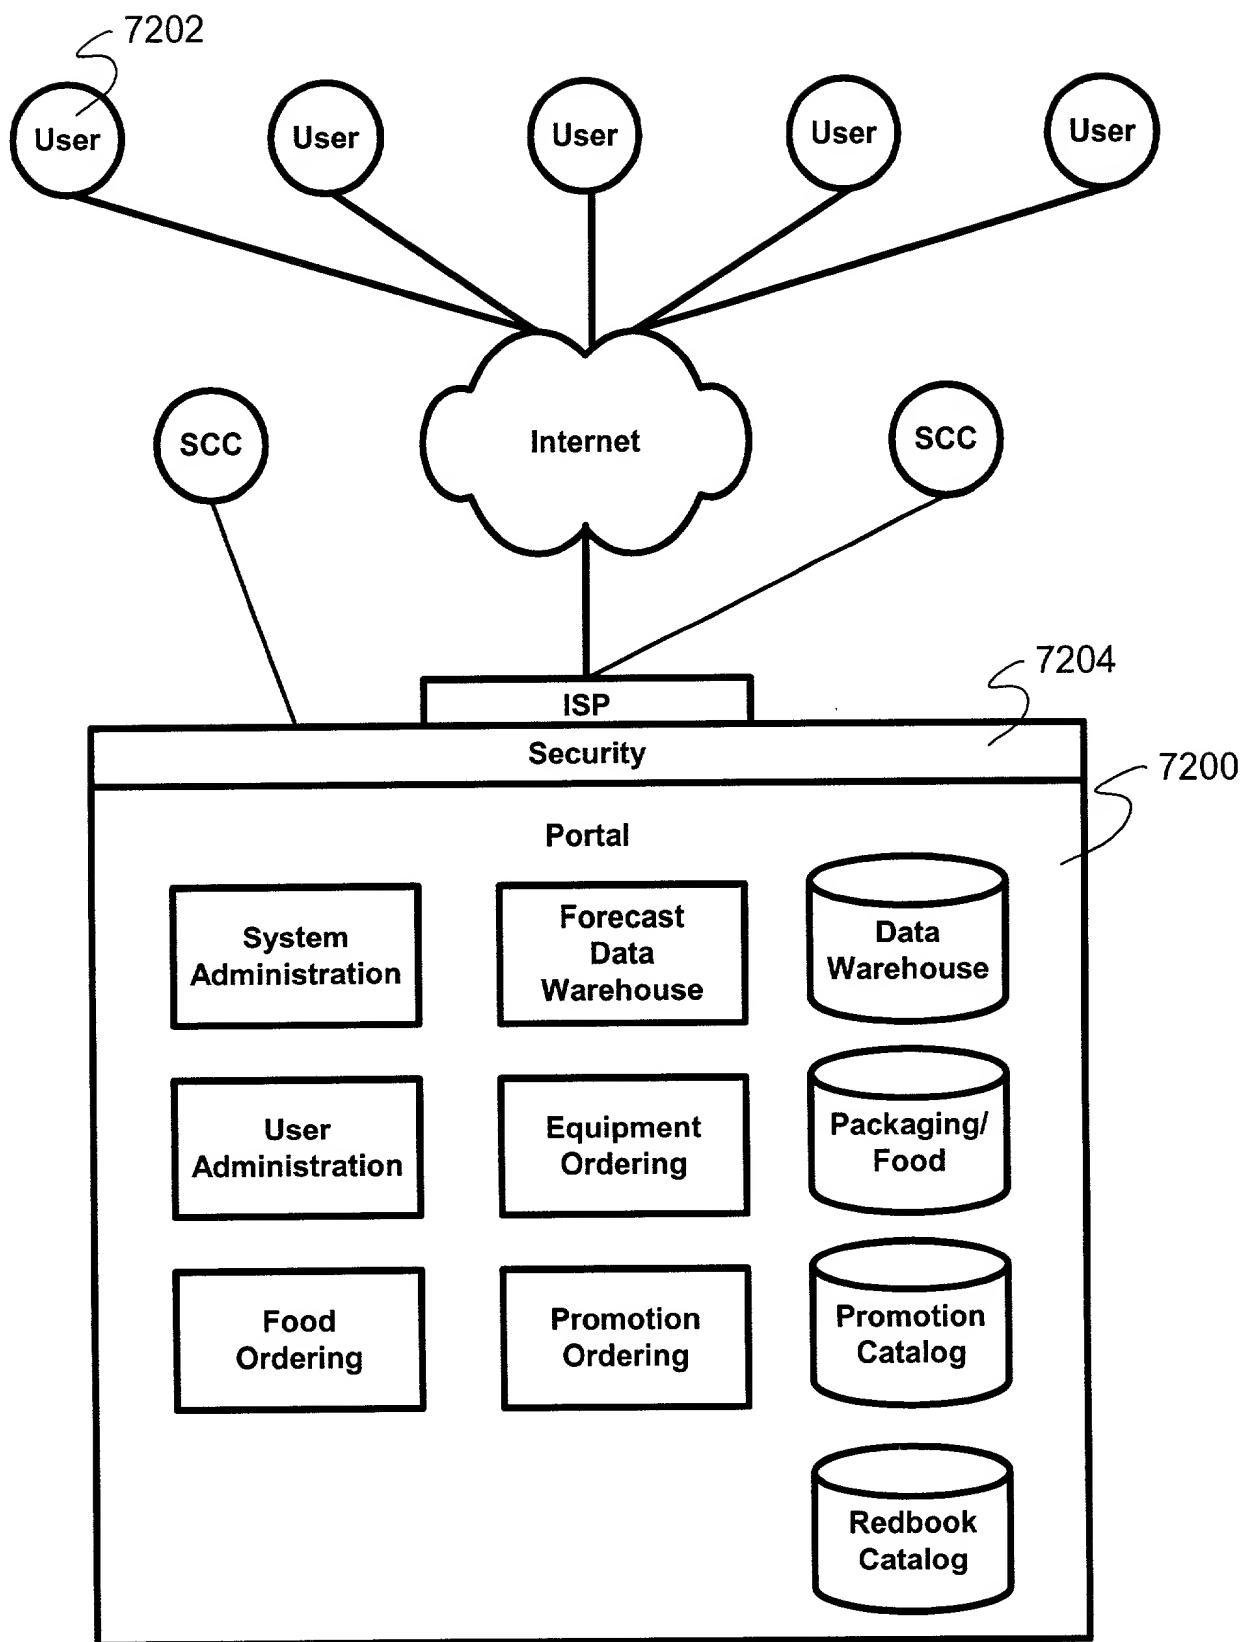 7202
User
User
User
User
User
SCC
Internet
SCC
7204
ISP
Security
7200
Portal
System
Administration
Forecast
Data
Warehouse
Data
Warehouse
User
Administration
Equipment
Ordering
Packaging/
Food
Food
Ordering
Promotion
Ordering
Promotion
Catalog
Redbook
Catalog